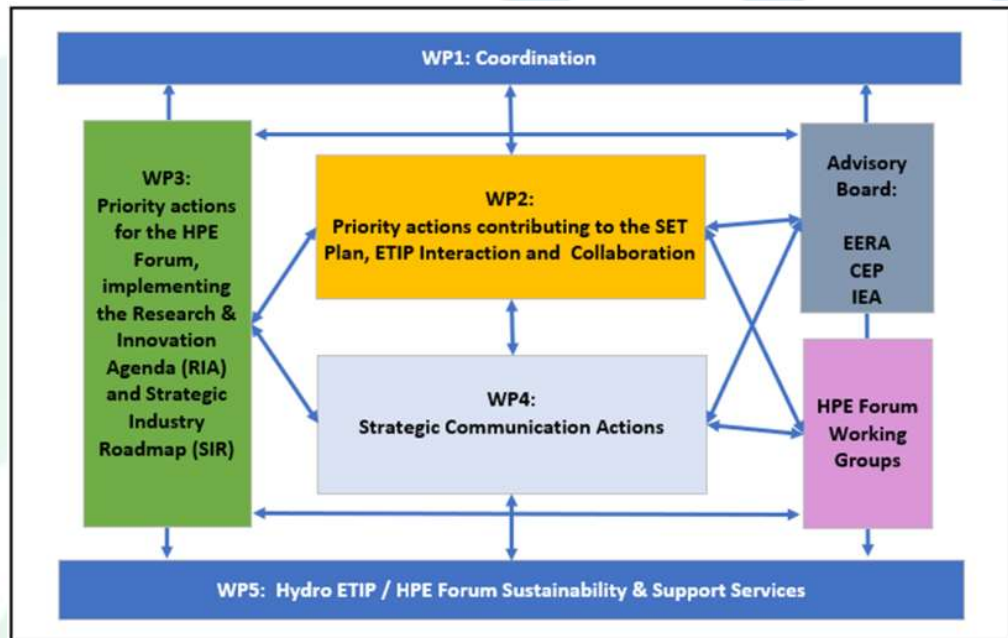 WP1: Coordination
WP3:
Priority actions
for the HPE
Forum,
implementing
the Research &
Innovation
Agenda (RIA)
and Strategic
Industry
Roadmap (SIR)
WP2:
Priority actions contributing to the SET
Plan, ETIP Interaction and Collaboration
WP4:
Strategic Communication Actions
Advisory
Board:
EERA
CEP
IEA
HPE Forum
Working
Groups
WP5: Hydro ETIP / HPE Forum Sustainability & Support Services